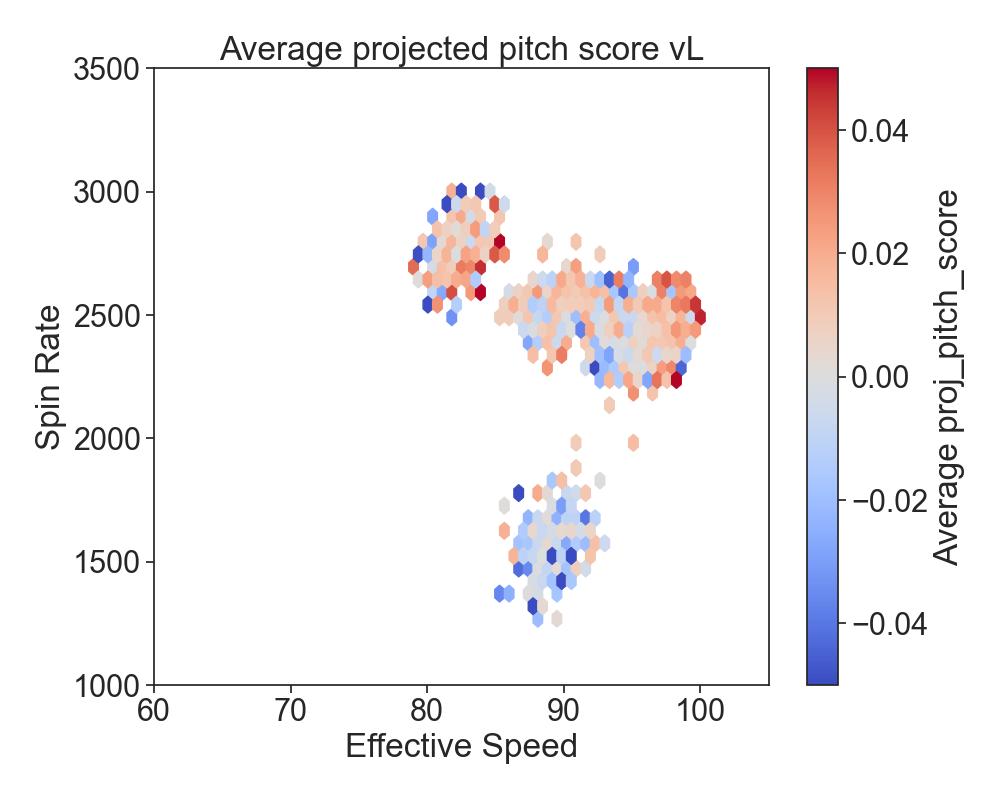 Average projected pitch score vL
3500
3000
2500
2000
1500
1000
Spin Rate
60 70 80 90 100
Effective Speed
0.04
0.02
0.00
−0.02
−0.04
Average proj_pitch_score